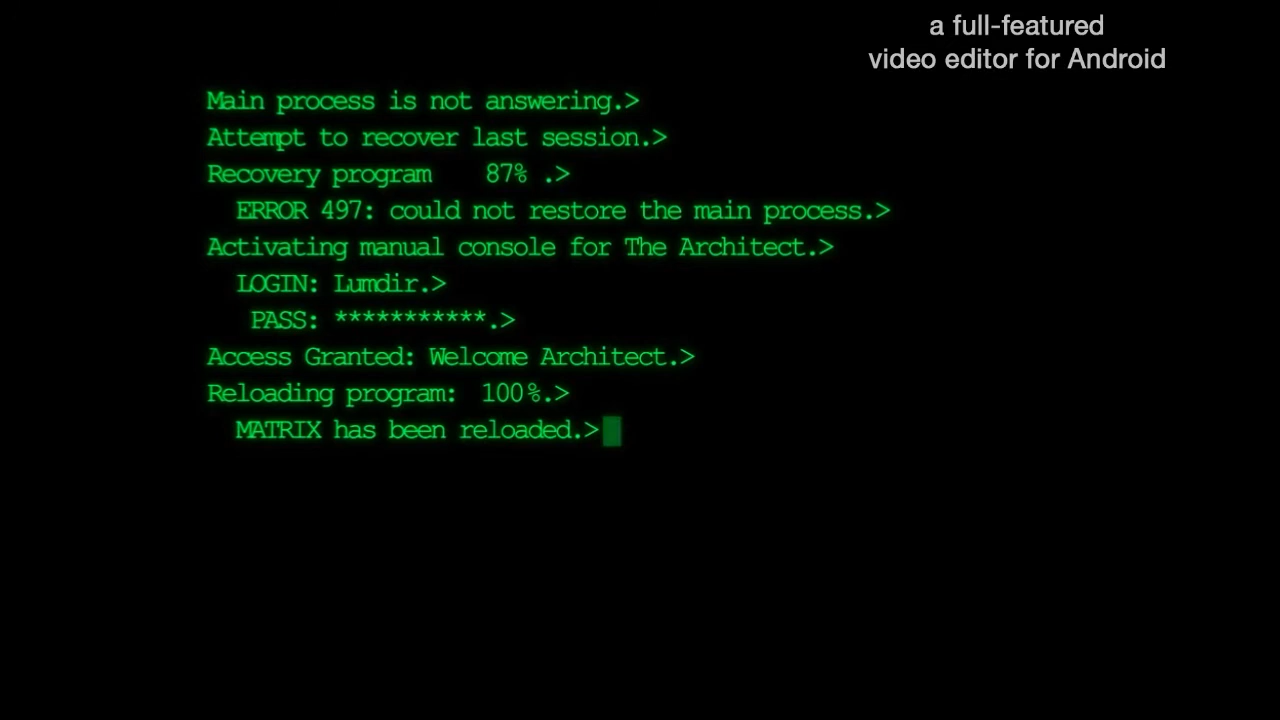 a full-featured
video editor for Android
Main process is not answering.>
Attempt to recover last session.>
Recovery program 87% .>
ERROR 497: could not restore the main process.>
Activating manual console for The Architect.>
LOGIN: Lumdir.>
PASS: ***********.>
Access Granted: Welcome Architect.>
Reloading program: 100%.>
MATRIX has been reloaded.>